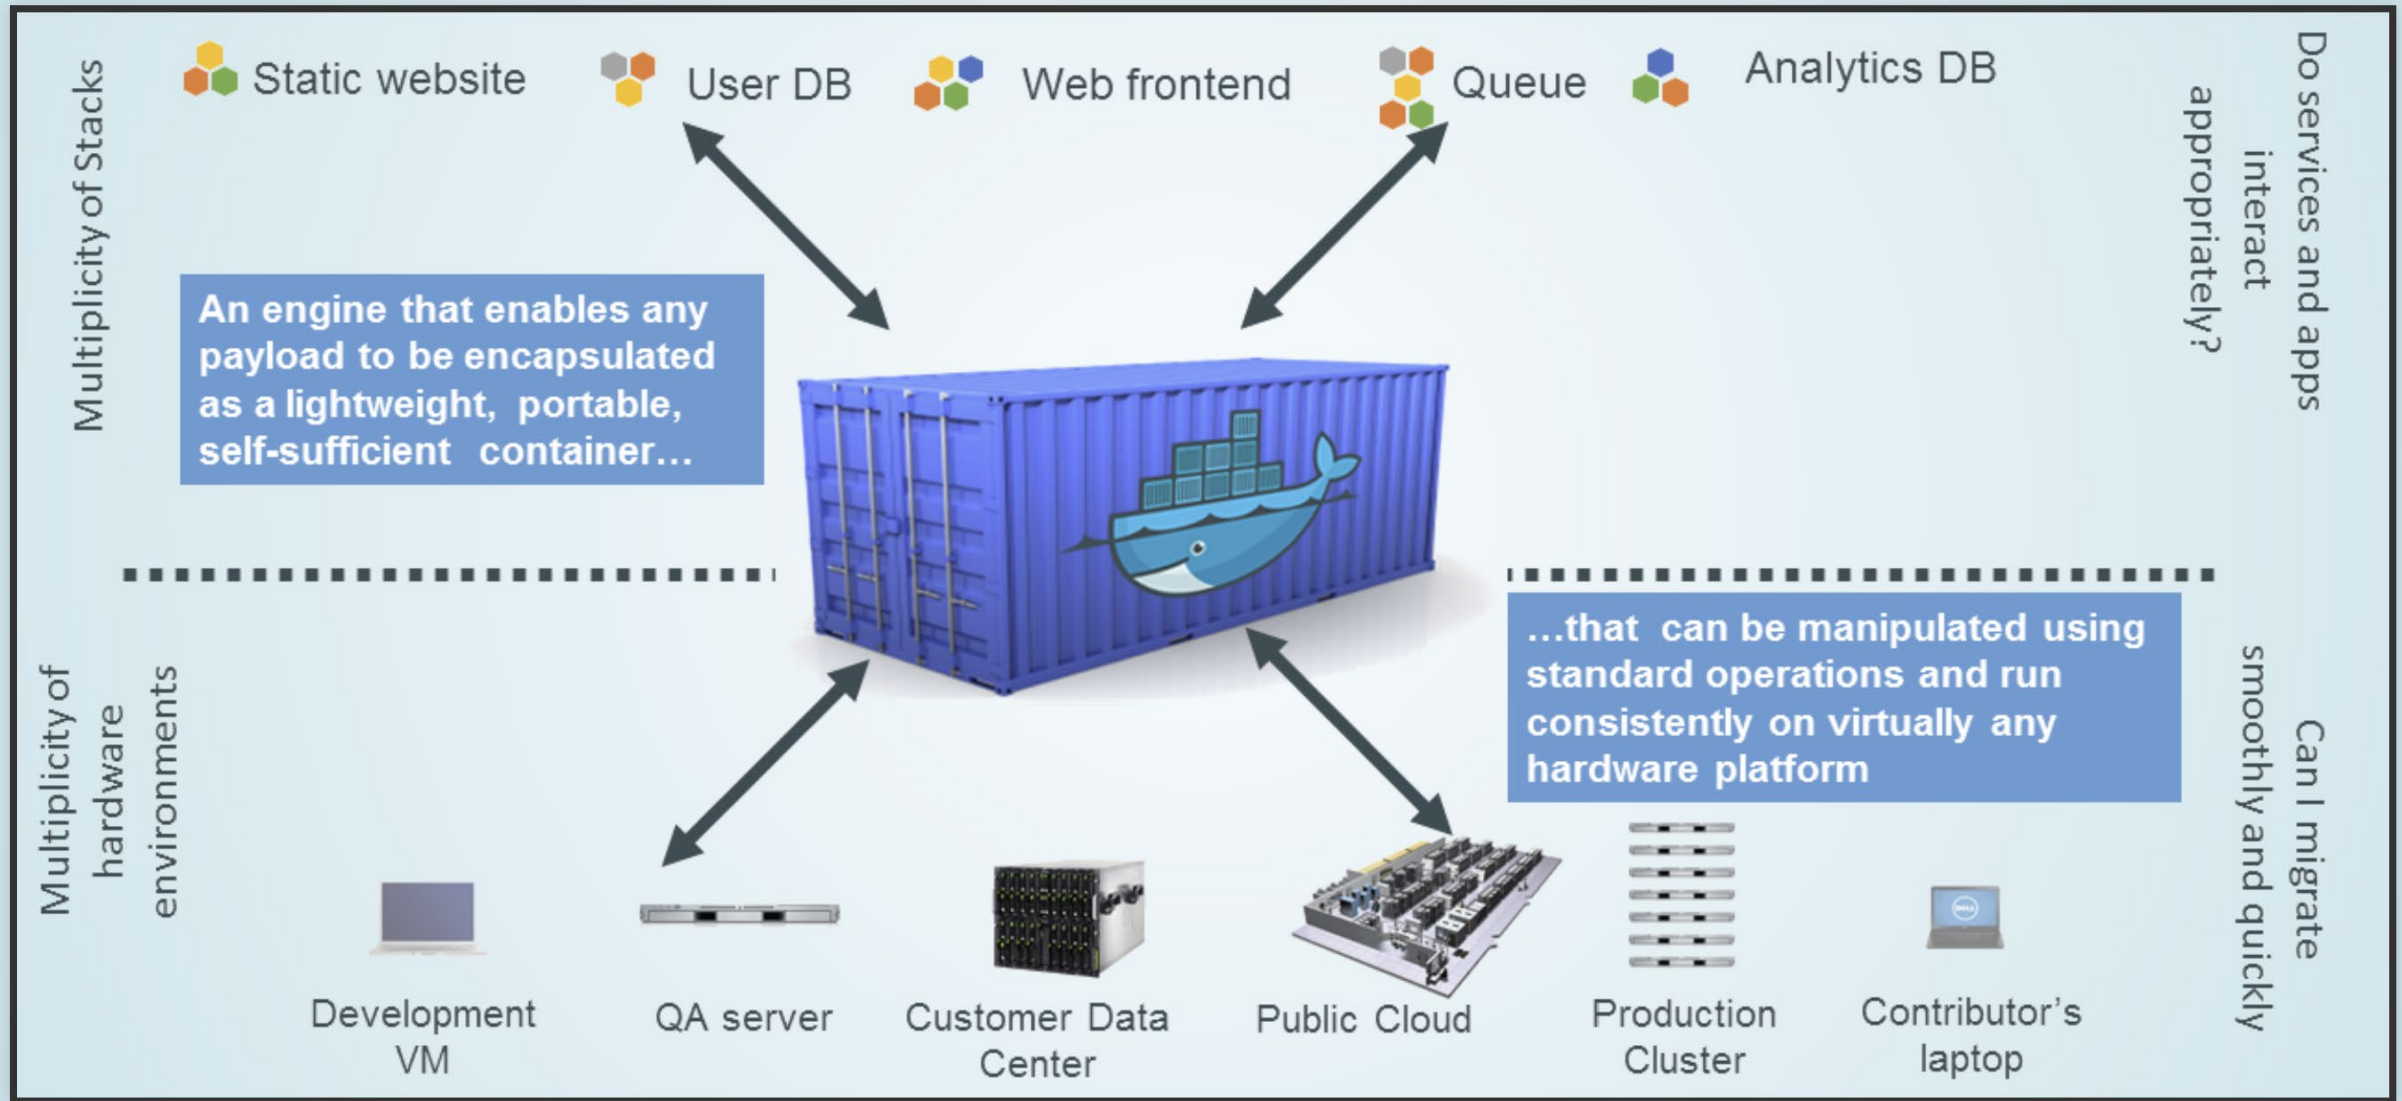 Multiplicity of Stacks
Static website
User DB
Web frontend
Queue
Analytics DB
Do services and apps
interact
appropriately?
An engine that enables any
payload to be encapsulated
as a lightweight, portable,
self-sufficient container…
…that can be manipulated using
standard operations and run
consistently on virtually any
hardware platform
Multiplicity of
hardware
environments
Can I migrate
smoothly and quickly
DELL
Development
VM
QA server
Customer Data
Center
Public Cloud
Production
Cluster
Contributor’s
laptop